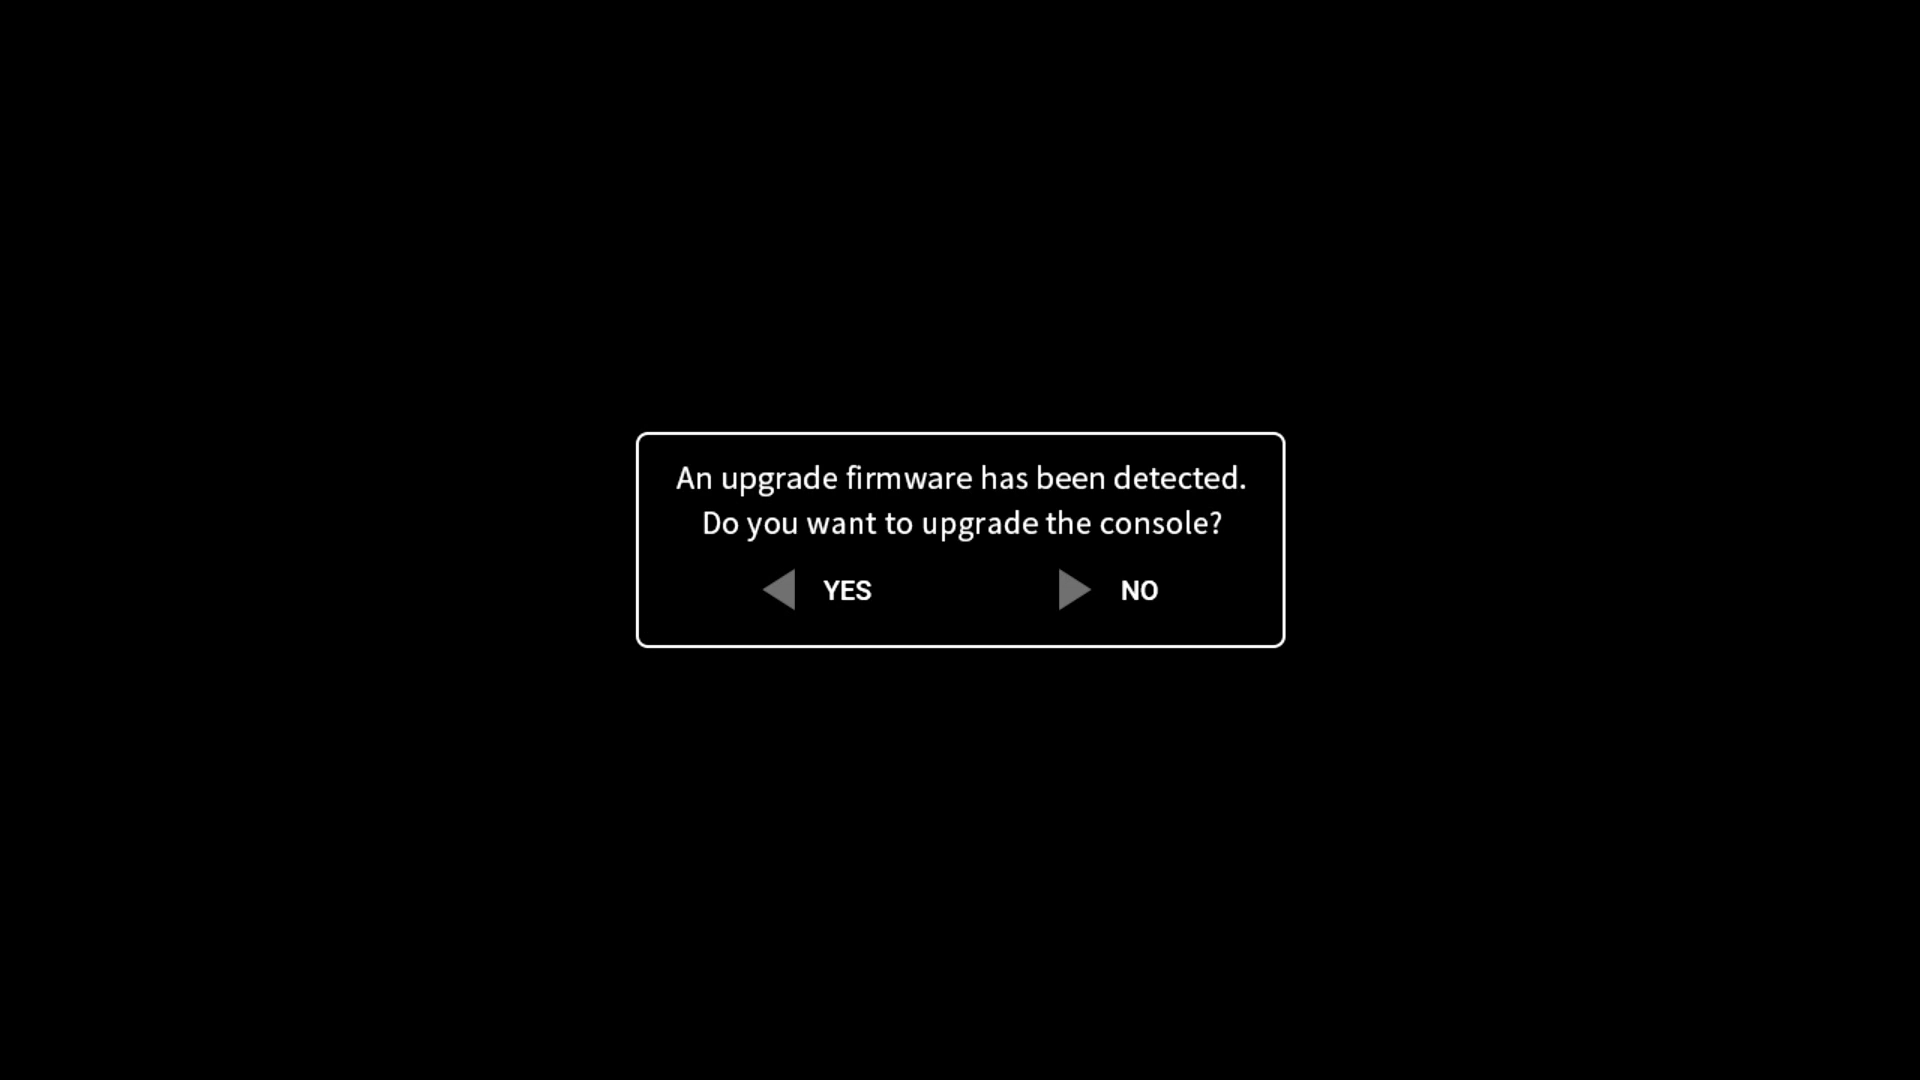 An upgrade firmware has been detected.
Do you want to upgrade the console?
YES NO